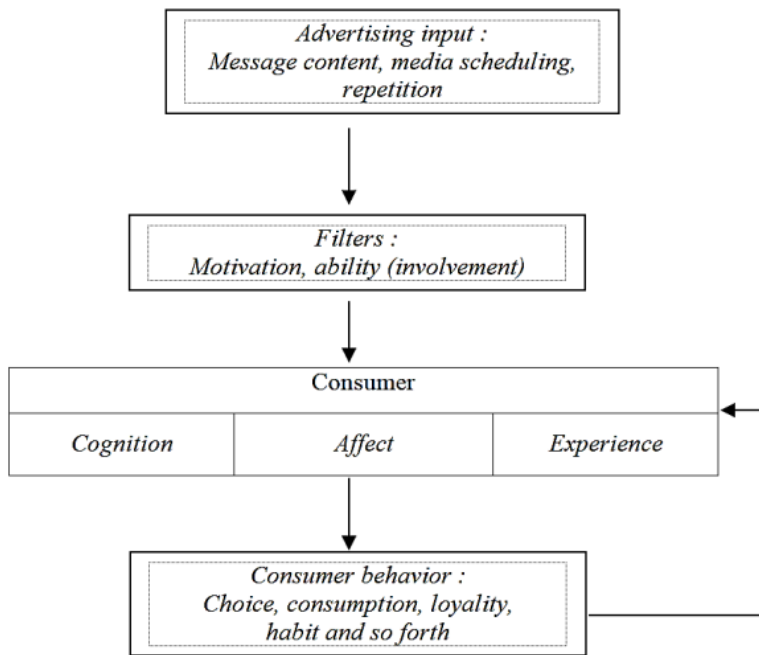 Advertising input :
Message content, media scheduling,
repetition
Filters :
Motivation, ability (involvement)
Consumer
Cognition
Affect
Experience
Consumer behavior :
Choice, consumption, loyality,
habit and so forth